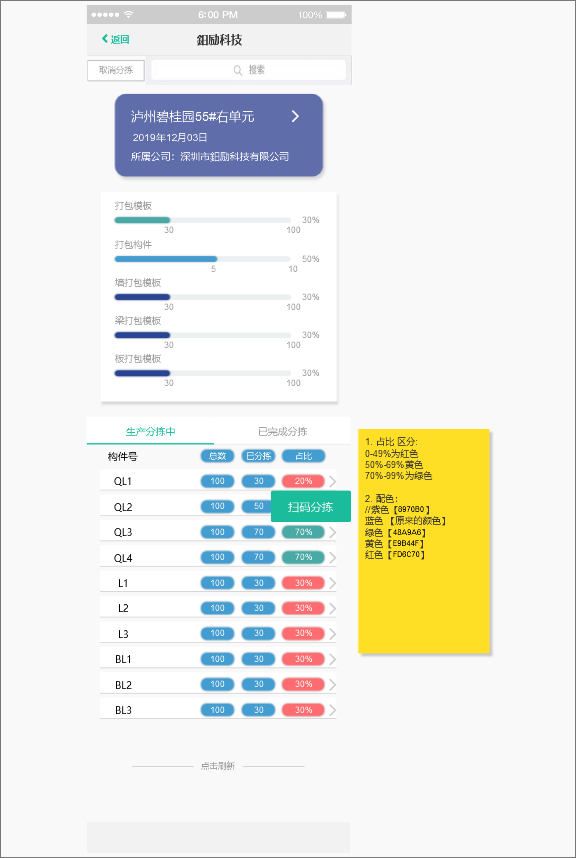 6:00 PM
100%
返回
鉏励科技
取消分拣
搜索
泸州碧桂园55#右单元
2019年12月03日
所属公司：深圳市鉏励科技有限公司
打包模板
30%
30
100
打包构件
50%
5
10
墙打包模板
30%
30
100
梁打包模板
30%
30
100
板打包模板
30%
30
100
生产分拣中
已完成分拣
构件号 总数 已分拣 占比
QL1 100 30 20%
QL2 100 50
扫码分拣
QL3 100 70 70%
QL4 100 70 70%
L1 100 30 30%
L2 100 30 30%
L3 100 30 30%
BL1 100 30 30%
BL2 100 30 30%
BL3 100 30 30%
点击刷新
1. 占比 区分:
0-49%为红色
50%-69%黄色
70%-99%为绿色
2. 配色：
//紫色【8970B0】
蓝色 【原来的颜色】
绿色【48A9A6】
黄色【E9B44F】
红色【FD6C70】